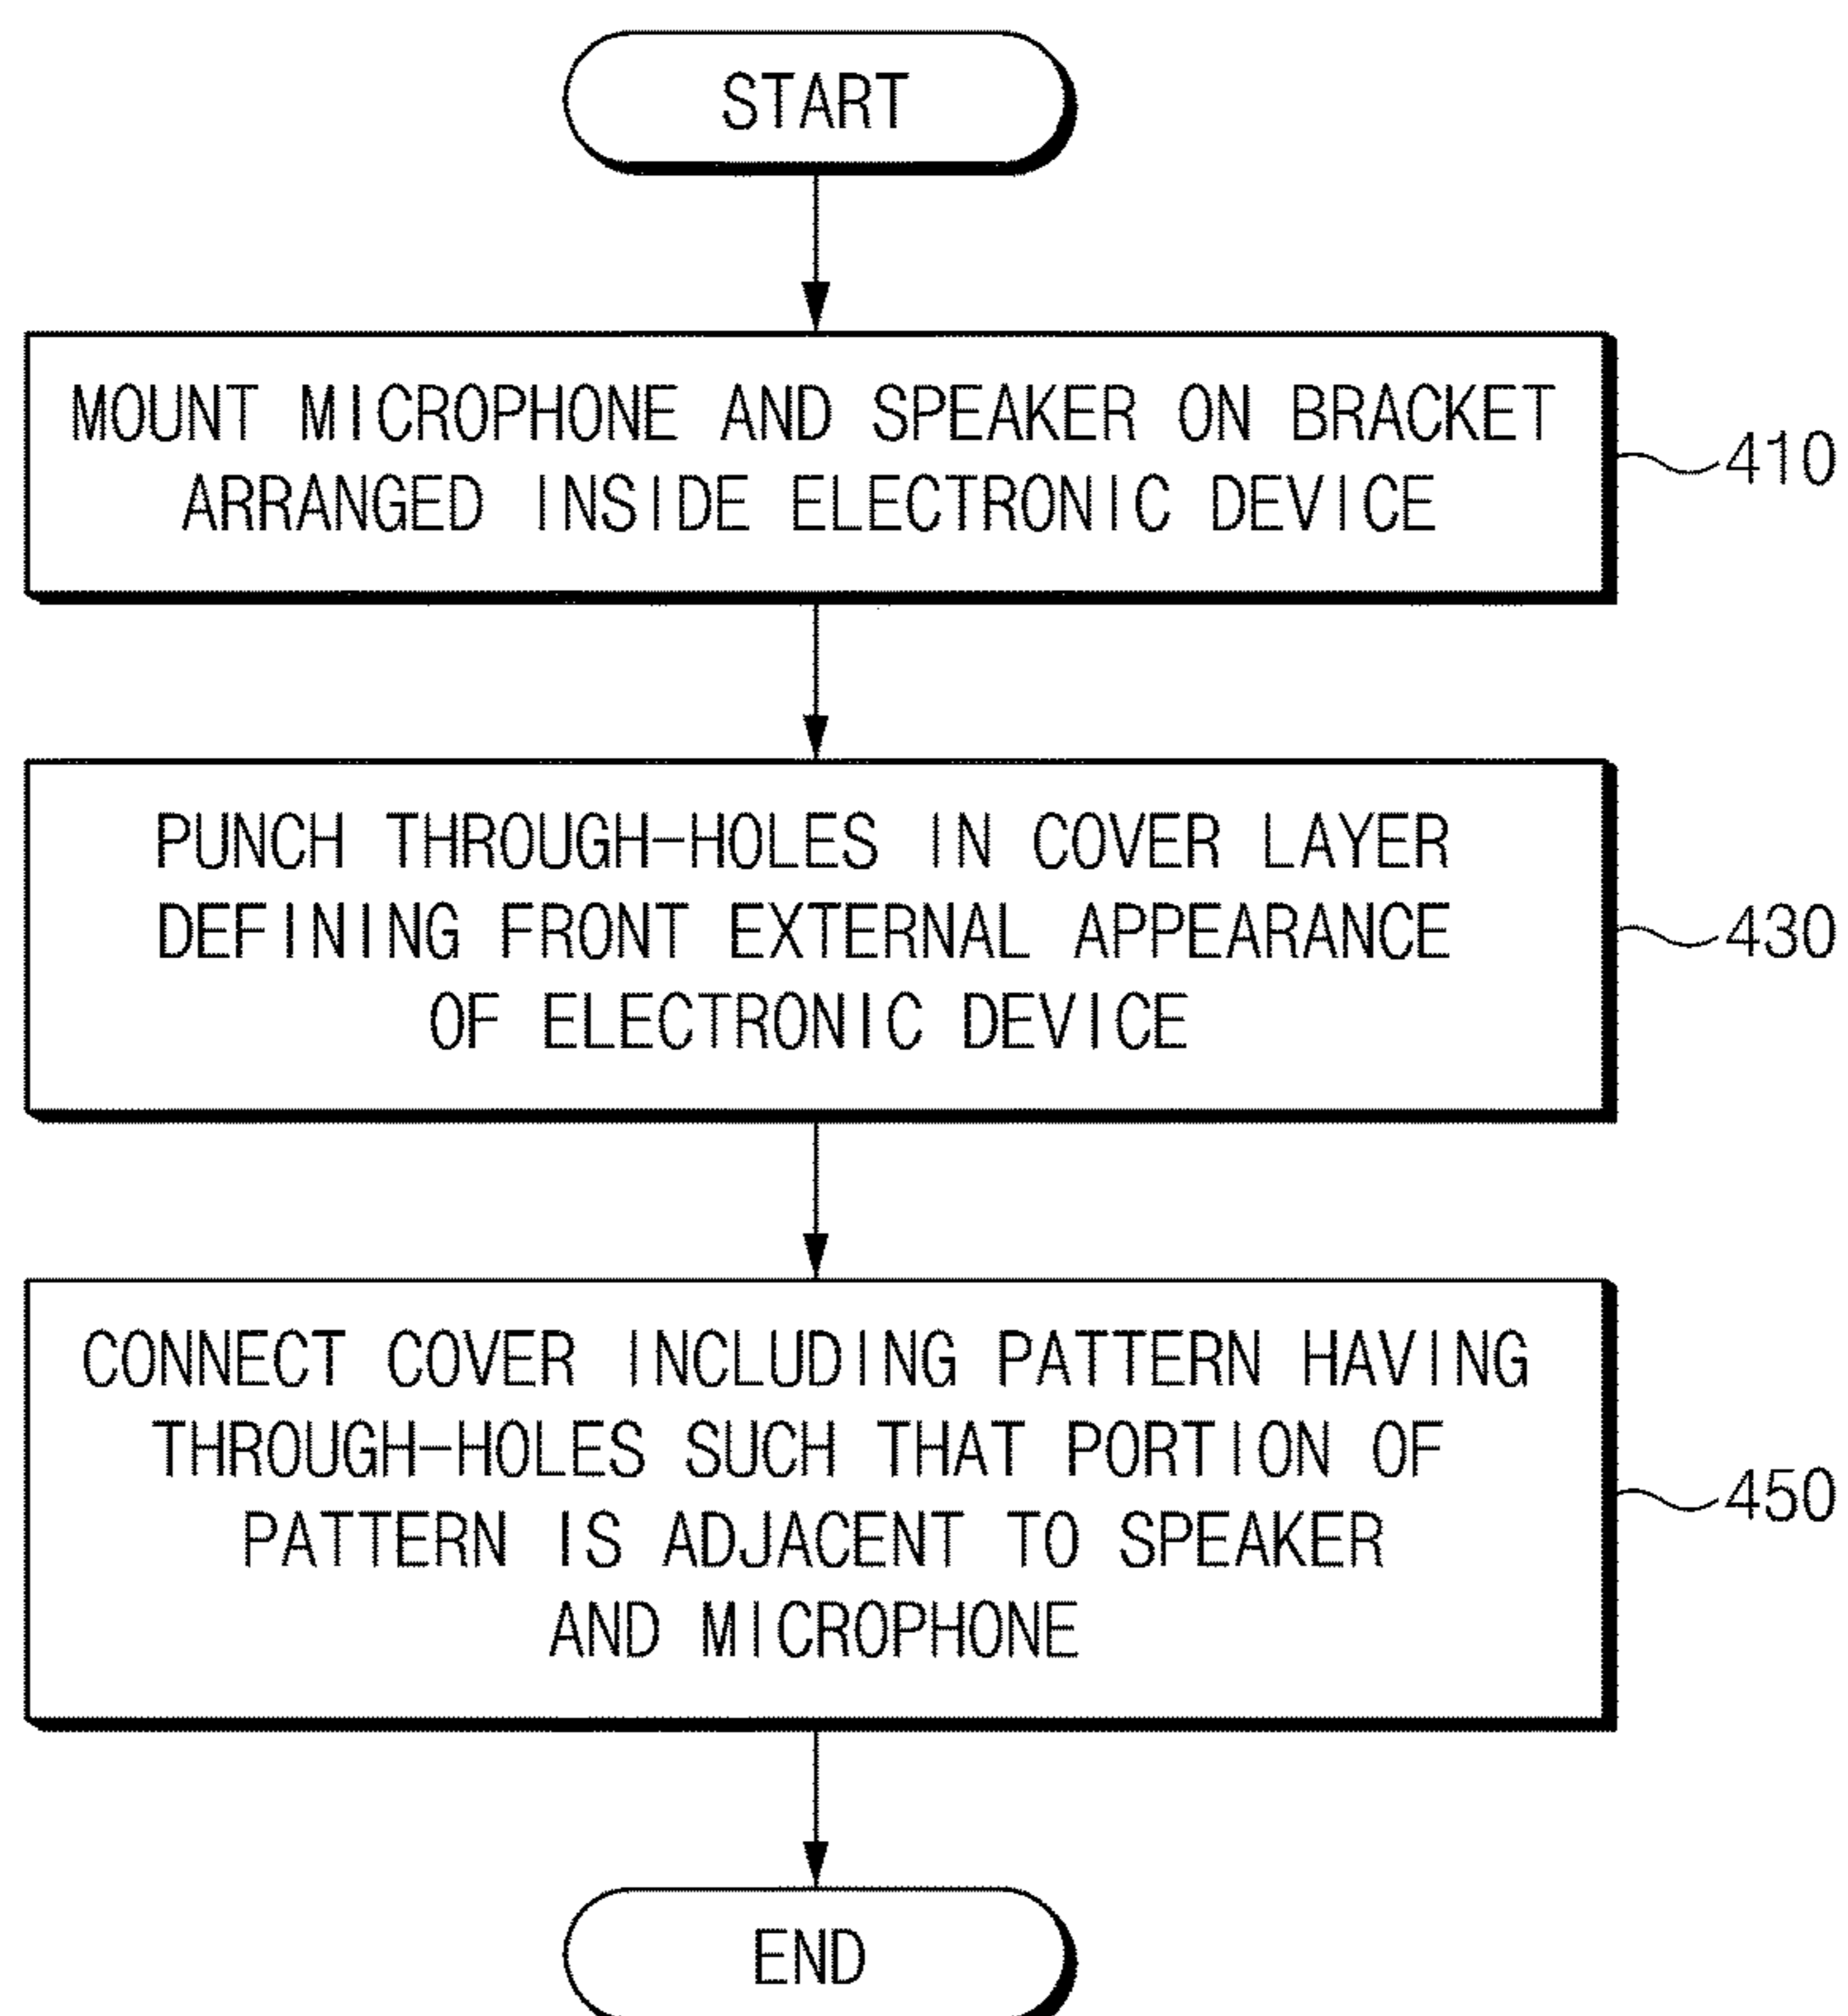 START
MOUNT MICROPHONE AND SPEAKER ON BRACKET
ARRANGED INSIDE ELECTRONIC DEVICE
410
PUNCH THROUGH-HOLES IN COVER LAYER
DEFINING FRONT EXTERNAL APPEARANCE
OF ELECTRONIC DEVICE
430
CONNECT COVER INCLUDING PATTERN HAVING
THROUGH-HOLES SUCH THAT PORTION OF
PATTERN IS ADJACENT TO SPEAKER
AND MICROPHONE
450
END